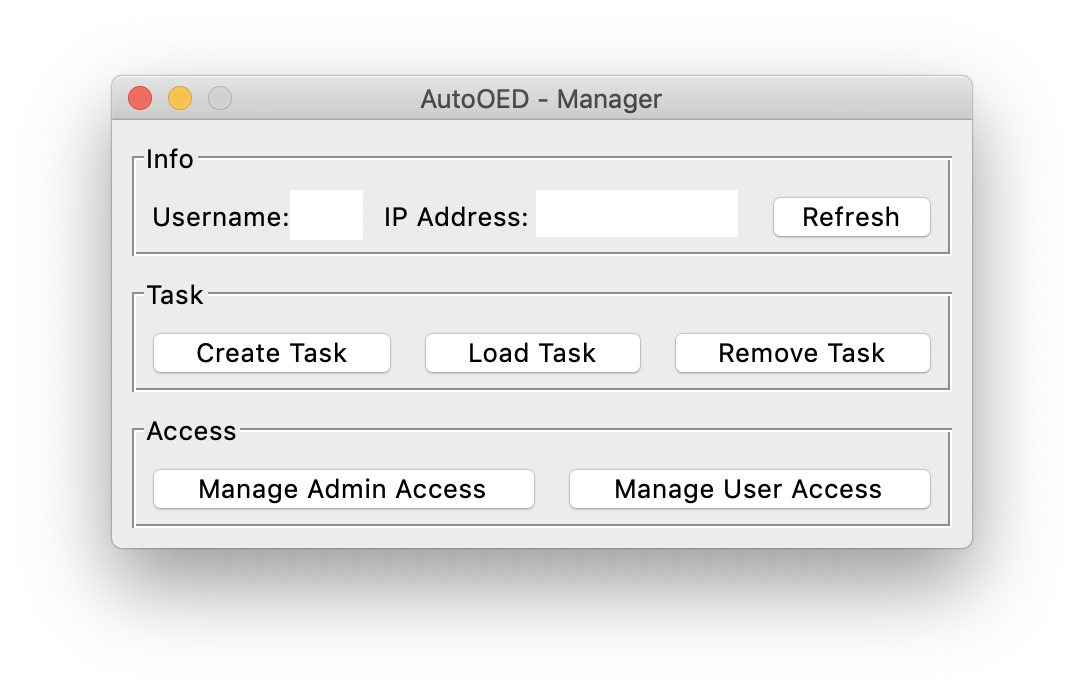 AutoOED - Manager
Info
Username: IP Address: Refresh
Task
Create Task Load Task Remove Task
Access
Manage Admin Access Manage User Access